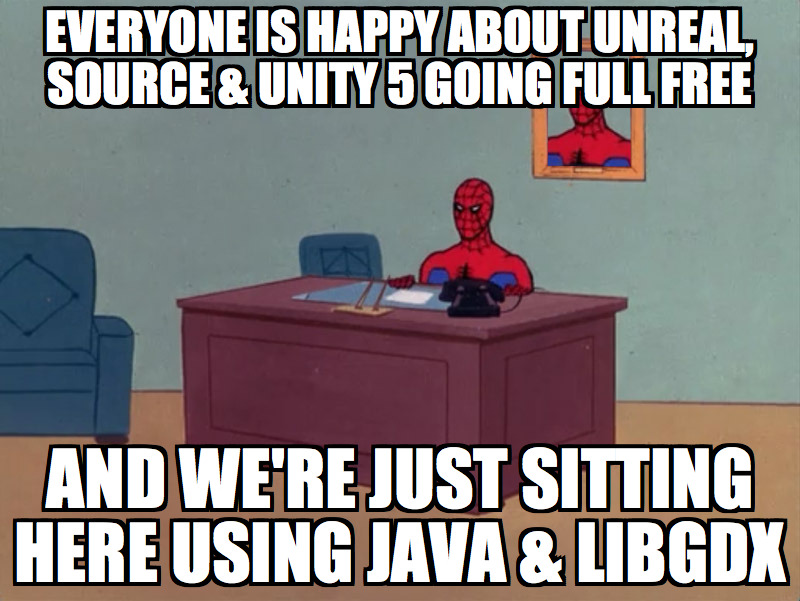 EVERYONE IS HAPPY ABOUT UNREAL,
SOURCE & UNITY 5 GOING FULL FREE
AND WE'RE JUST SITTING
HERE USING JAVA & LIBGDX